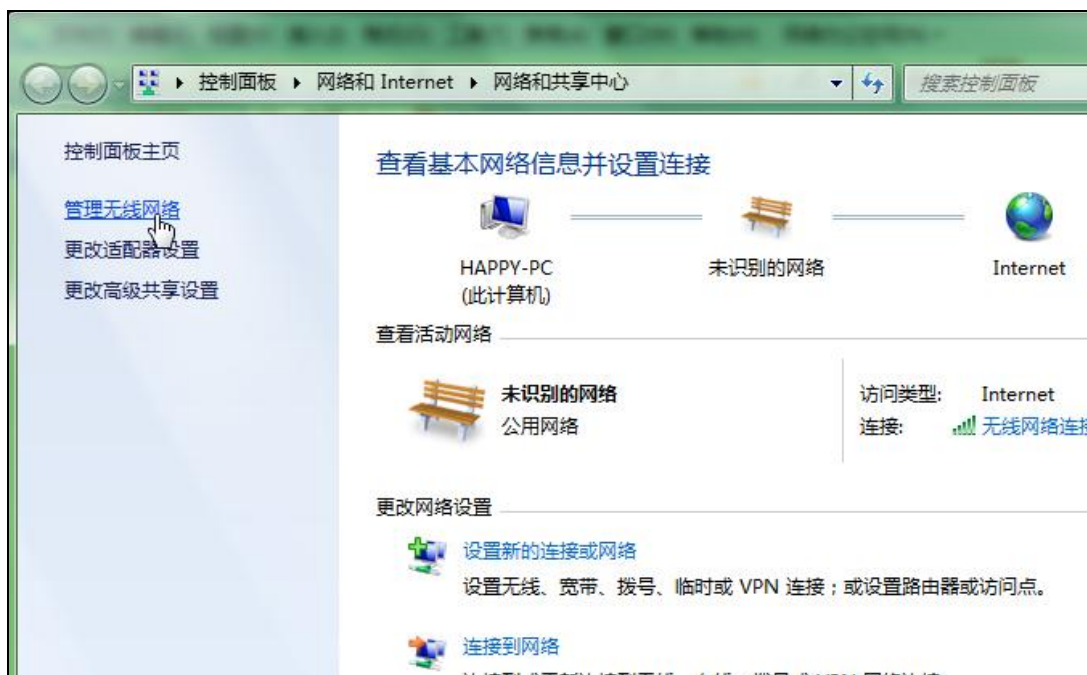 控制面板 ▸ 网络和 Internet ▸ 网络和共享中心
搜索控制面板
控制面板主页
管理无线网络
更改适配器设置
更改高级共享设置
查看基本网络信息并设置连接
HAPPY-PC
(此计算机)
未识别的网络
Internet
查看活动网络
未识别的网络
公用网络
访问类型: Internet
连接: 无线网络连接
更改网络设置
设置新的连接或网络
设置无线、宽带、拨号、临时或 VPN 连接；或设置路由器或访问点。
连接到网络